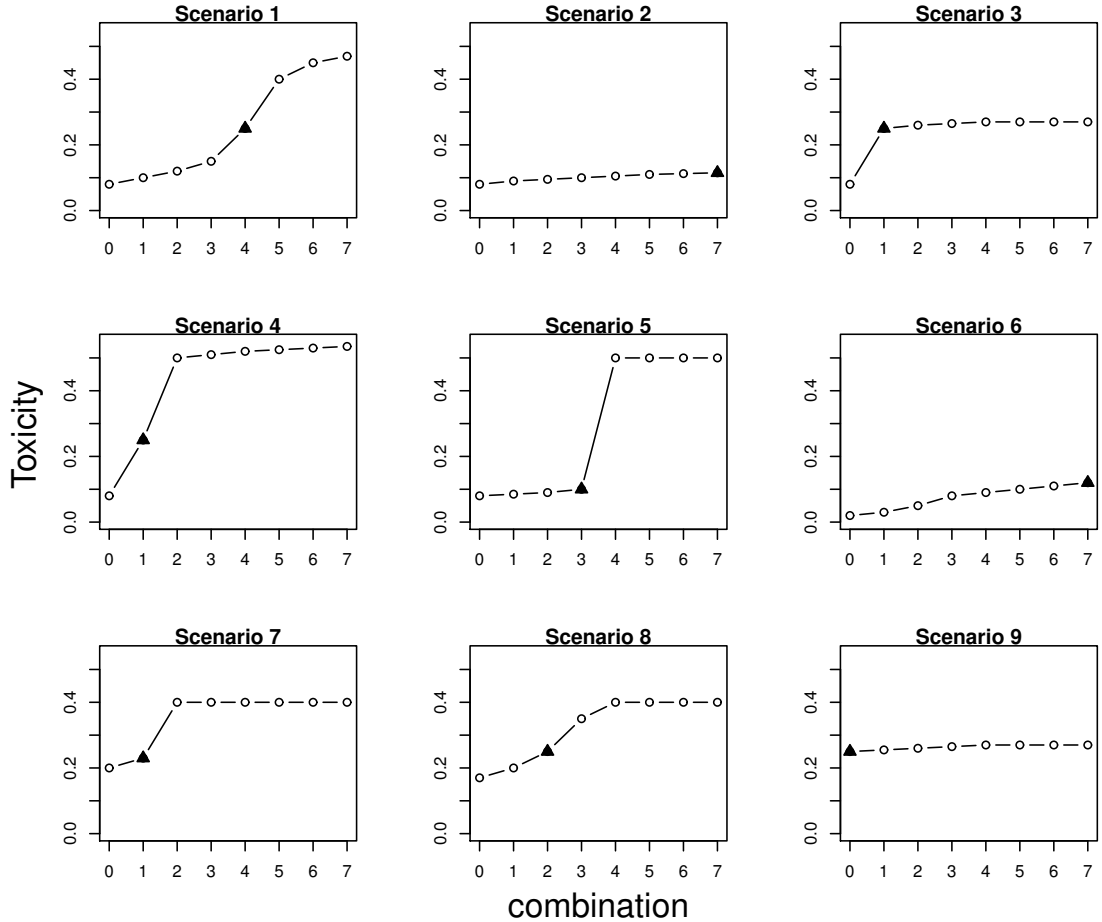 Scenario 1
Scenario 2
Scenario 3
0.0 0.2 0.4
0 1 2 3 4 5 6 7
0.0 0.2 0.4
0 1 2 3 4 5 6 7
0.0 0.2 0.4
0 1 2 3 4 5 6 7
Scenario 4
Scenario 5
Scenario 6
Toxicity
0.0 0.2 0.4
0 1 2 3 4 5 6 7
0.0 0.2 0.4
0 1 2 3 4 5 6 7
0.0 0.2 0.4
0 1 2 3 4 5 6 7
Scenario 7
Scenario 8
Scenario 9
0.0 0.2 0.4
0 1 2 3 4 5 6 7
0.0 0.2 0.4
0 1 2 3 4 5 6 7
0.0 0.2 0.4
0 1 2 3 4 5 6 7
combination